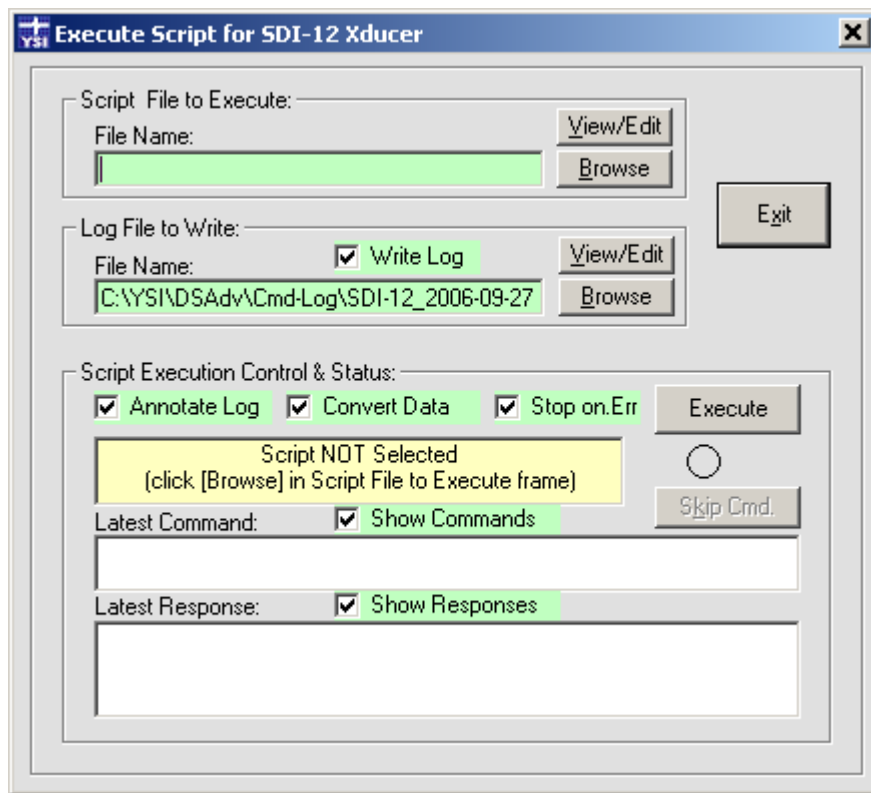 YSI Execute Script for SDI-12 Xducer
Script File to Execute:
File Name:
View/Edit
Browse
Exit
Log File to Write:
File Name:
Write Log
View/Edit
C:\YSI\DSAdv\Cmd-Log\SDI-12_2006-09-27
Browse
Script Execution Control & Status:
Annotate Log Convert Data Stop on.Err Execute
Script NOT Selected
(click [Browse] in Script File to Execute frame)
Skip Cmd.
Latest Command: Show Commands
Latest Response: Show Responses